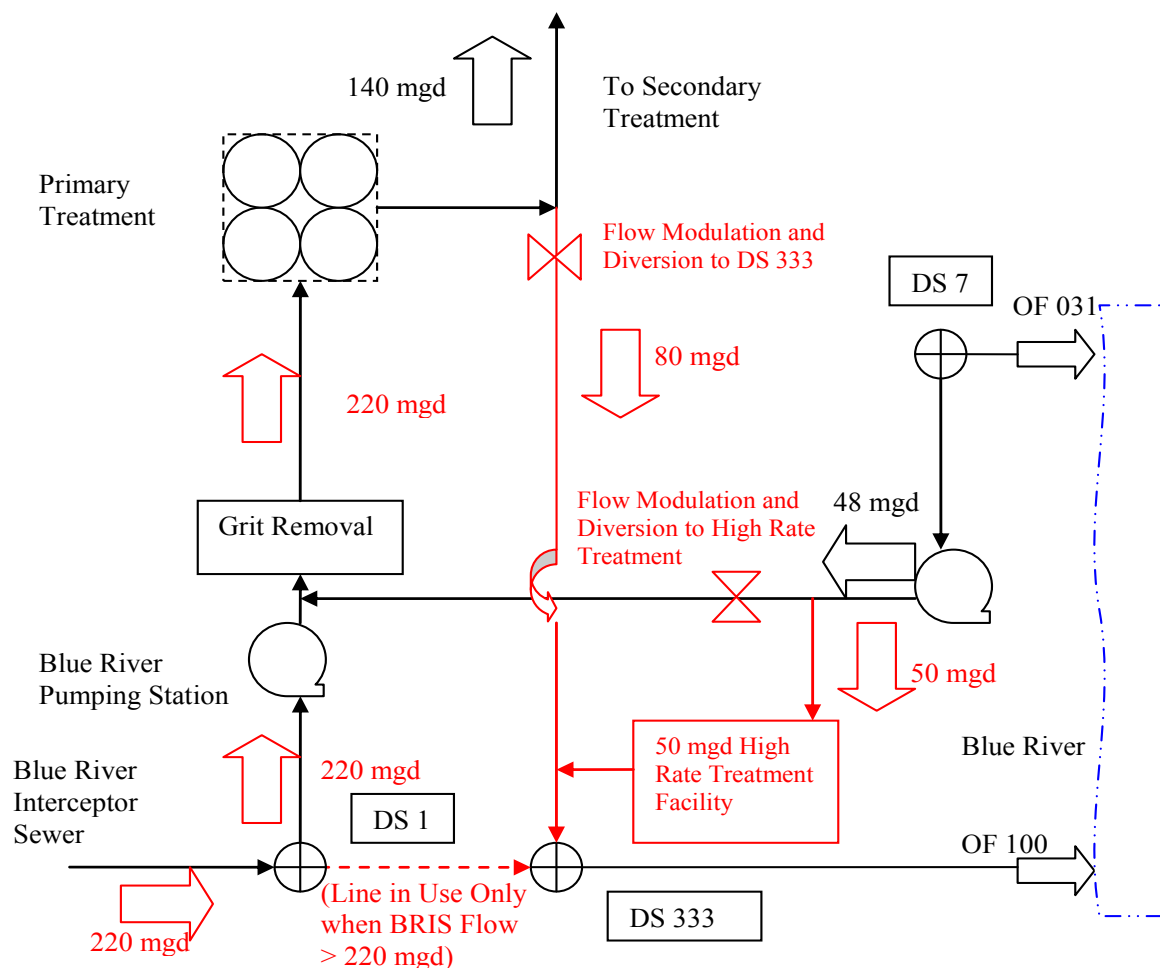 140 mgd
To Secondary
Treatment
Primary
Treatment
Flow Modulation and
Diversion to DS 333
DS 7
OF 031
80 mgd
220 mgd
Grit Removal
Flow Modulation and
Diversion to High Rate
Treatment
48 mgd
Blue River
Pumping Station
50 mgd
Blue River
Interceptor
Sewer
220 mgd
DS 1
50 mgd High
Rate Treatment
Facility
Blue River
OF 100
220 mgd
(Line in Use Only
when BRIS Flow
> 220 mgd)
DS 333